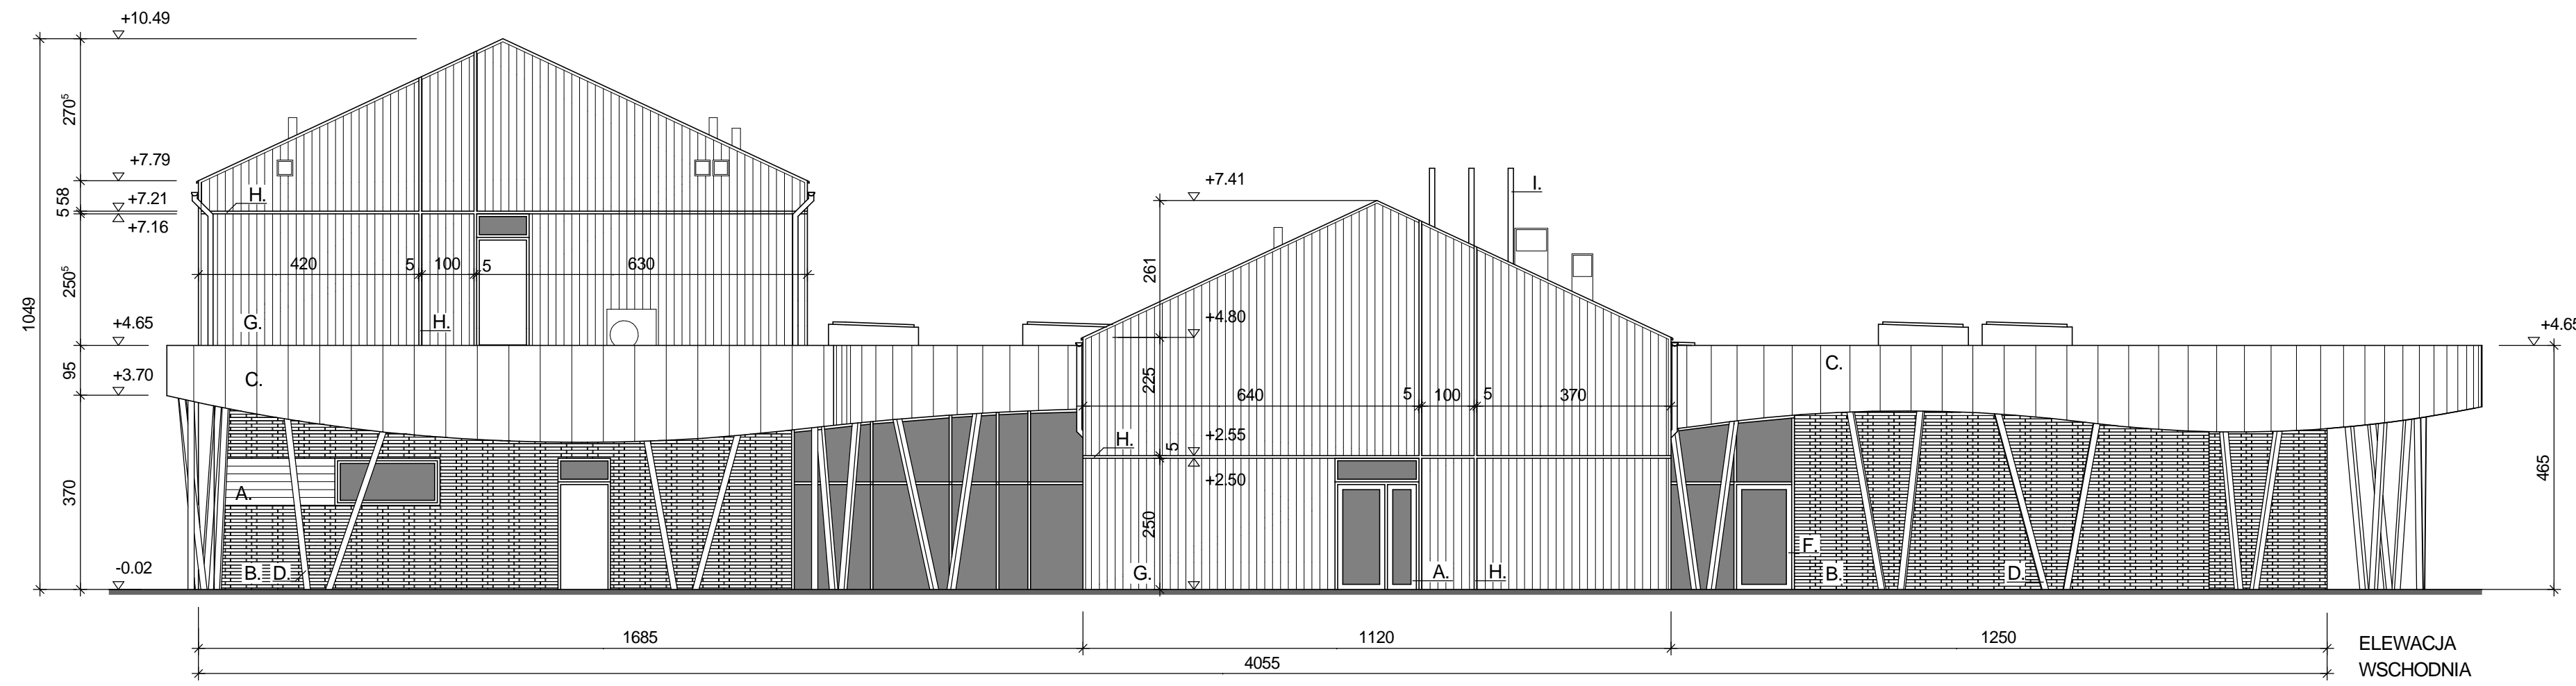 +10.49
270⁵
+7.79
58
+7.21
5
+7.16
H.
1049
250⁵
420
5
100
5
630
G.
H.
+4.65
95
+3.70
C.
370
A.
B. D.
-0.02
+7.41
I.
261
+4.80
225
640
5
100
5
370
H.
5
+2.55
+2.50
250
G.
A.
H.
C.
F.
B.
D.
+4.65
465
1685
1120
1250
4055
ELEWACJA
WSCHODNIA